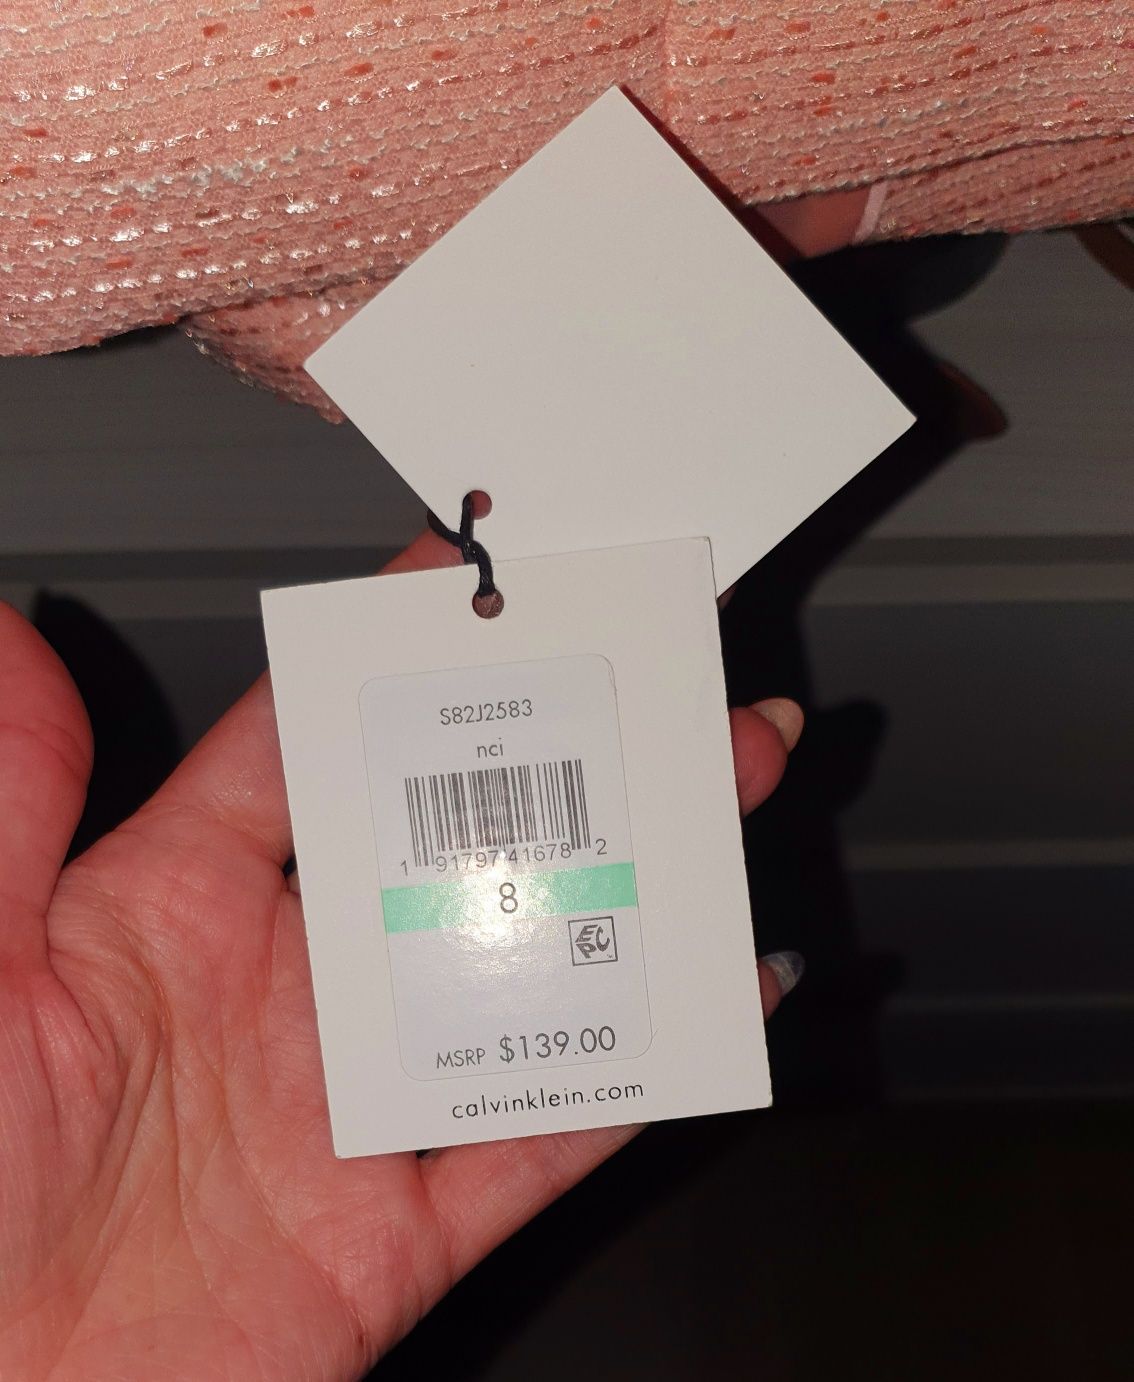 S82J2583
nci
1 91797 41678 2
8
EPC
MSRP $139.00
calvinklein.com